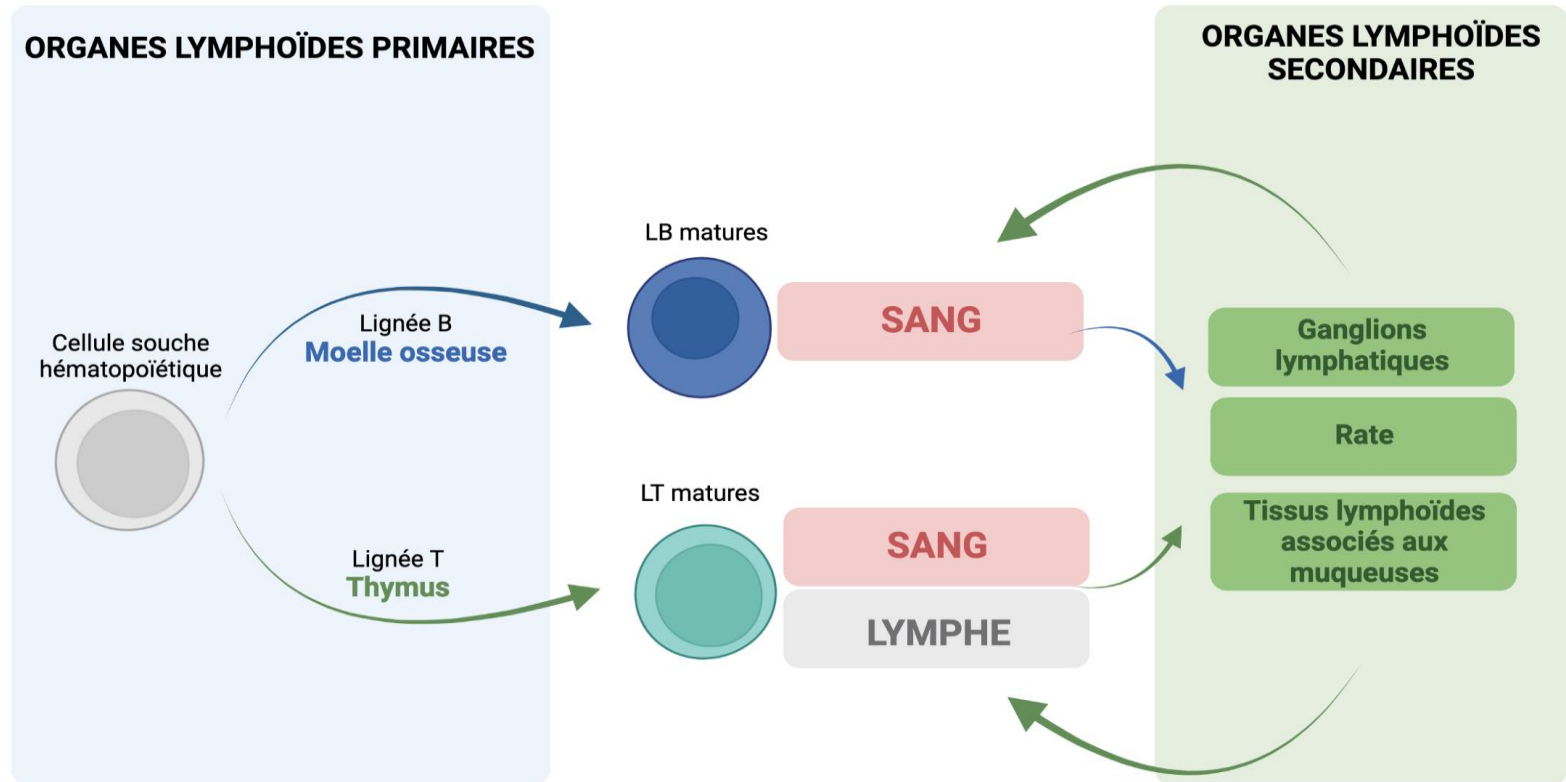 ORGANES LYMPHOÏDES PRIMAIRES
ORGANES LYMPHOÏDES
SECONDAIRES
Cellule souche
hématopoïétique
Lignée B
Moelle osseuse
Lignée T
Thymus
LB matures
SANG
LT matures
SANG
LYMPHE
Ganglions
lymphatiques
Rate
Tissus lymphoïdes
associés aux
muqueuses